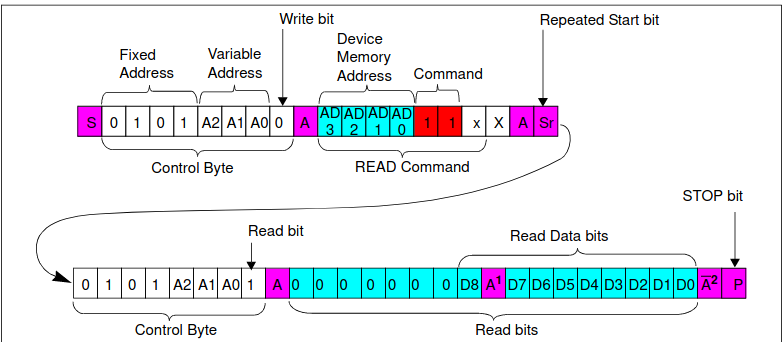 Write bit
Repeated Start bit
Fixed Address
Variable Address
Device Memory Address
Command
S 0 1 0 1 A2 A1 A0 0 A AD3 AD2 AD1 AD0 1 1 x X A Sr
Control Byte
READ Command
STOP bit
Read bit
Read Data bits
0 1 0 1 A2 A1 A0 1 A 0 0 0 0 0 0 0 D8 A¹ D7 D6 D5 D4 D3 D2 D1 D0 A̅² P
Control Byte
Read bits